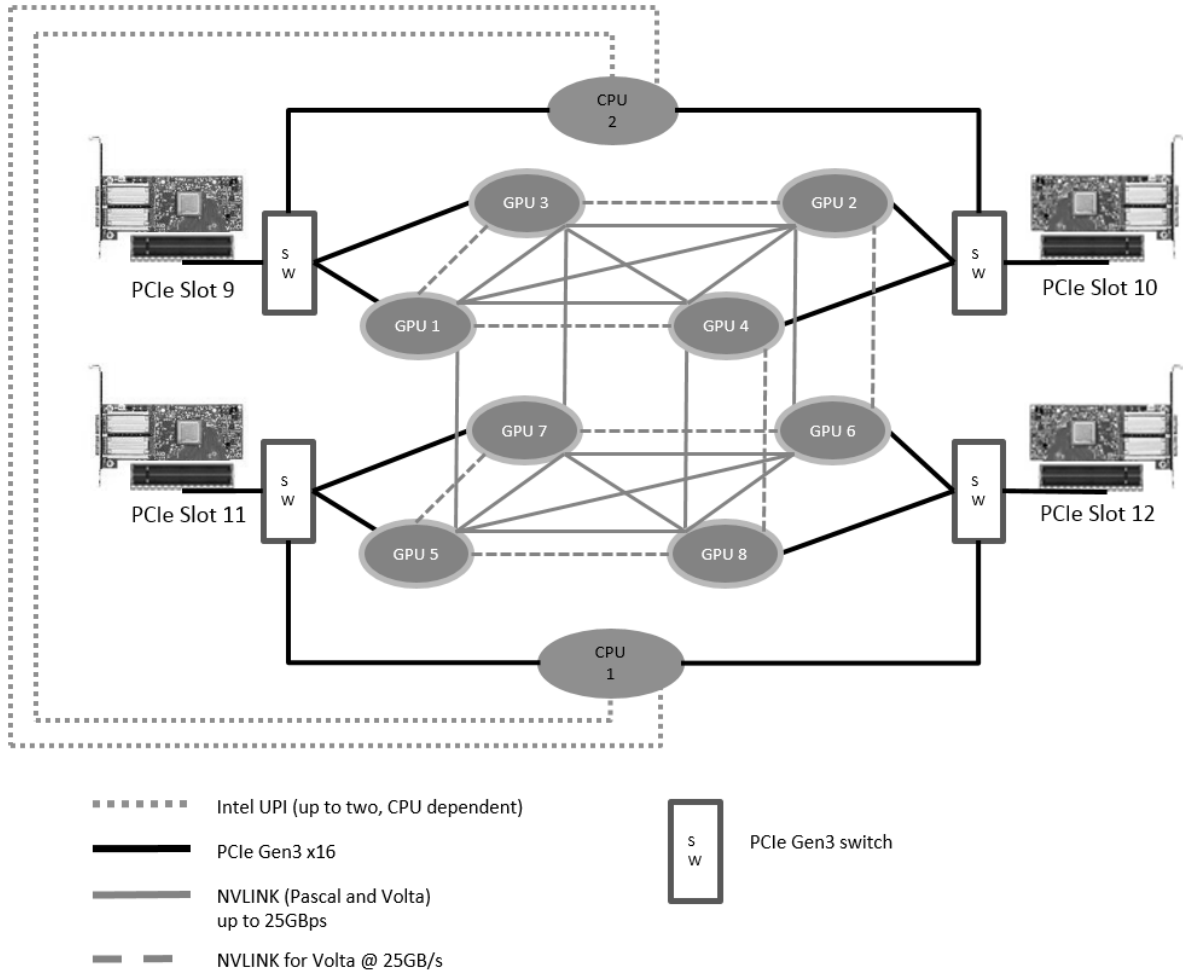 CPU
2
GPU 3
GPU 2
S
W
S
W
PCIe Slot 9
PCIe Slot 10
GPU 1
GPU 4
GPU 7
GPU 6
S
W
S
W
PCIe Slot 11
PCIe Slot 12
GPU 5
GPU 8
CPU
1
Intel UPI (up to two, CPU dependent)
PCIe Gen3 x16
NVLINK (Pascal and Volta)
up to 25GBps
NVLINK for Volta @ 25GB/s
S
W
PCIe Gen3 switch